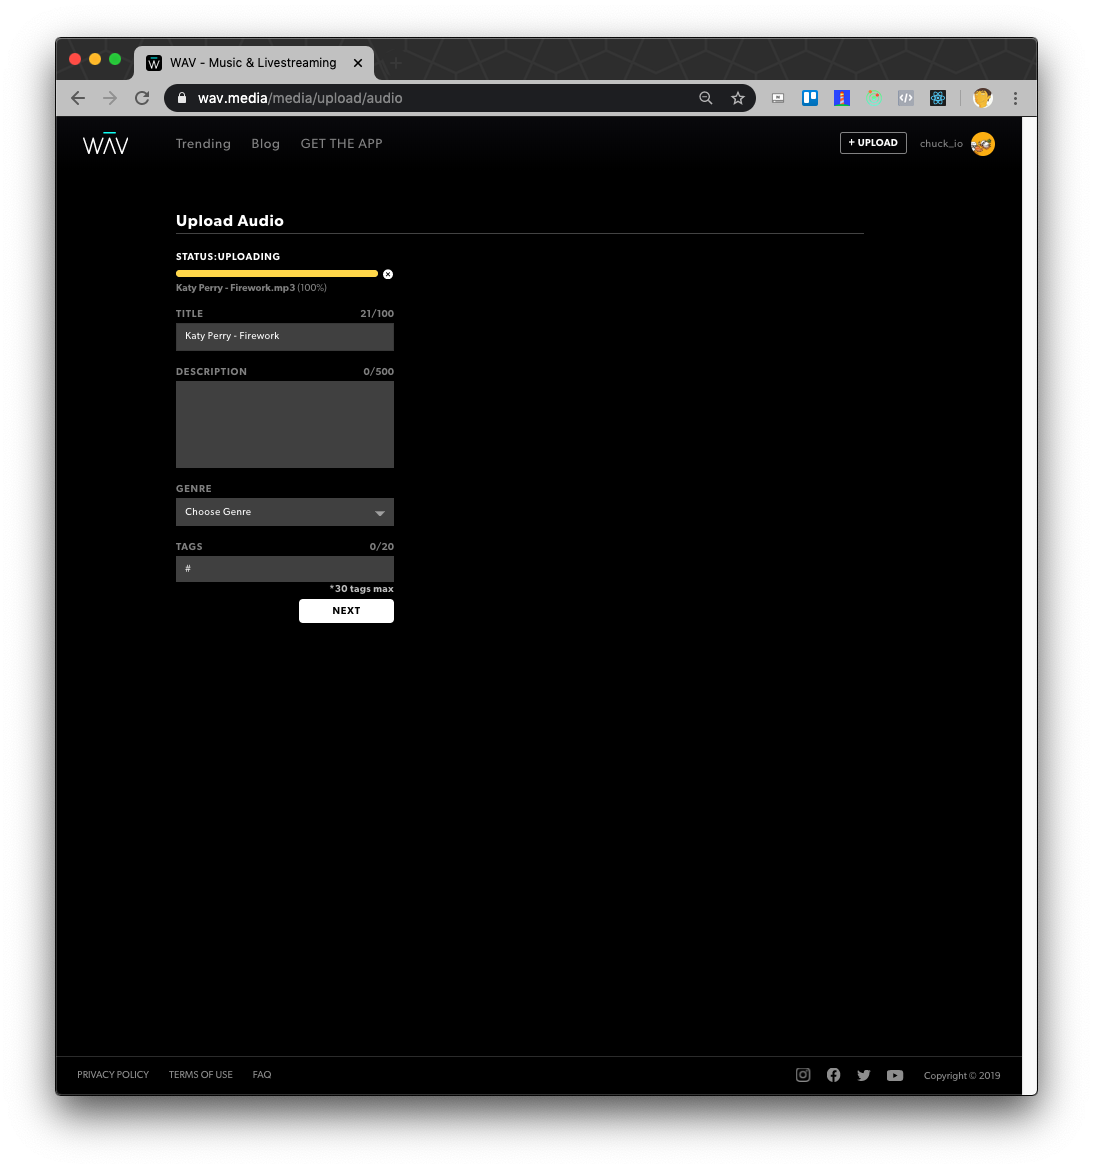 WAV - Music & Livestreaming
wav.media/media/upload/audio
WAV
Trending Blog GET THE APP
+ UPLOAD chuck_io
Upload Audio
STATUS:UPLOADING
Katy Perry - Firework.mp3 (100%)
TITLE 21/100
Katy Perry - Firework
DESCRIPTION 0/500
GENRE
Choose Genre
TAGS 0/20
#
*30 tags max
NEXT
PRIVACY POLICY TERMS OF USE FAQ
Copyright © 2019